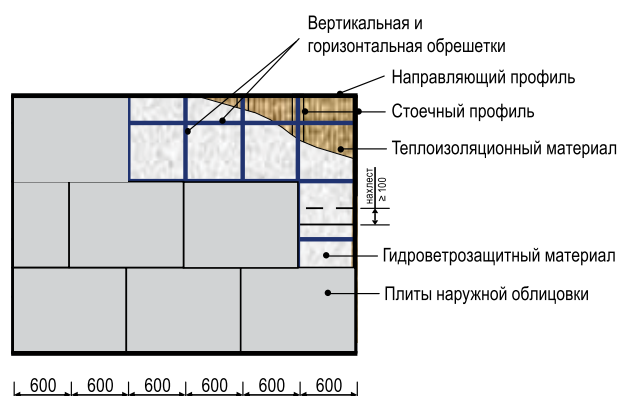 Вертикальная и
горизонтальная обрешетки
Направляющий профиль
Стоечный профиль
Теплоизоляционный материал
нахлест
≥ 100
Гидроветрозащитный материал
Плиты наружной облицовки
600 600 600 600 600 600